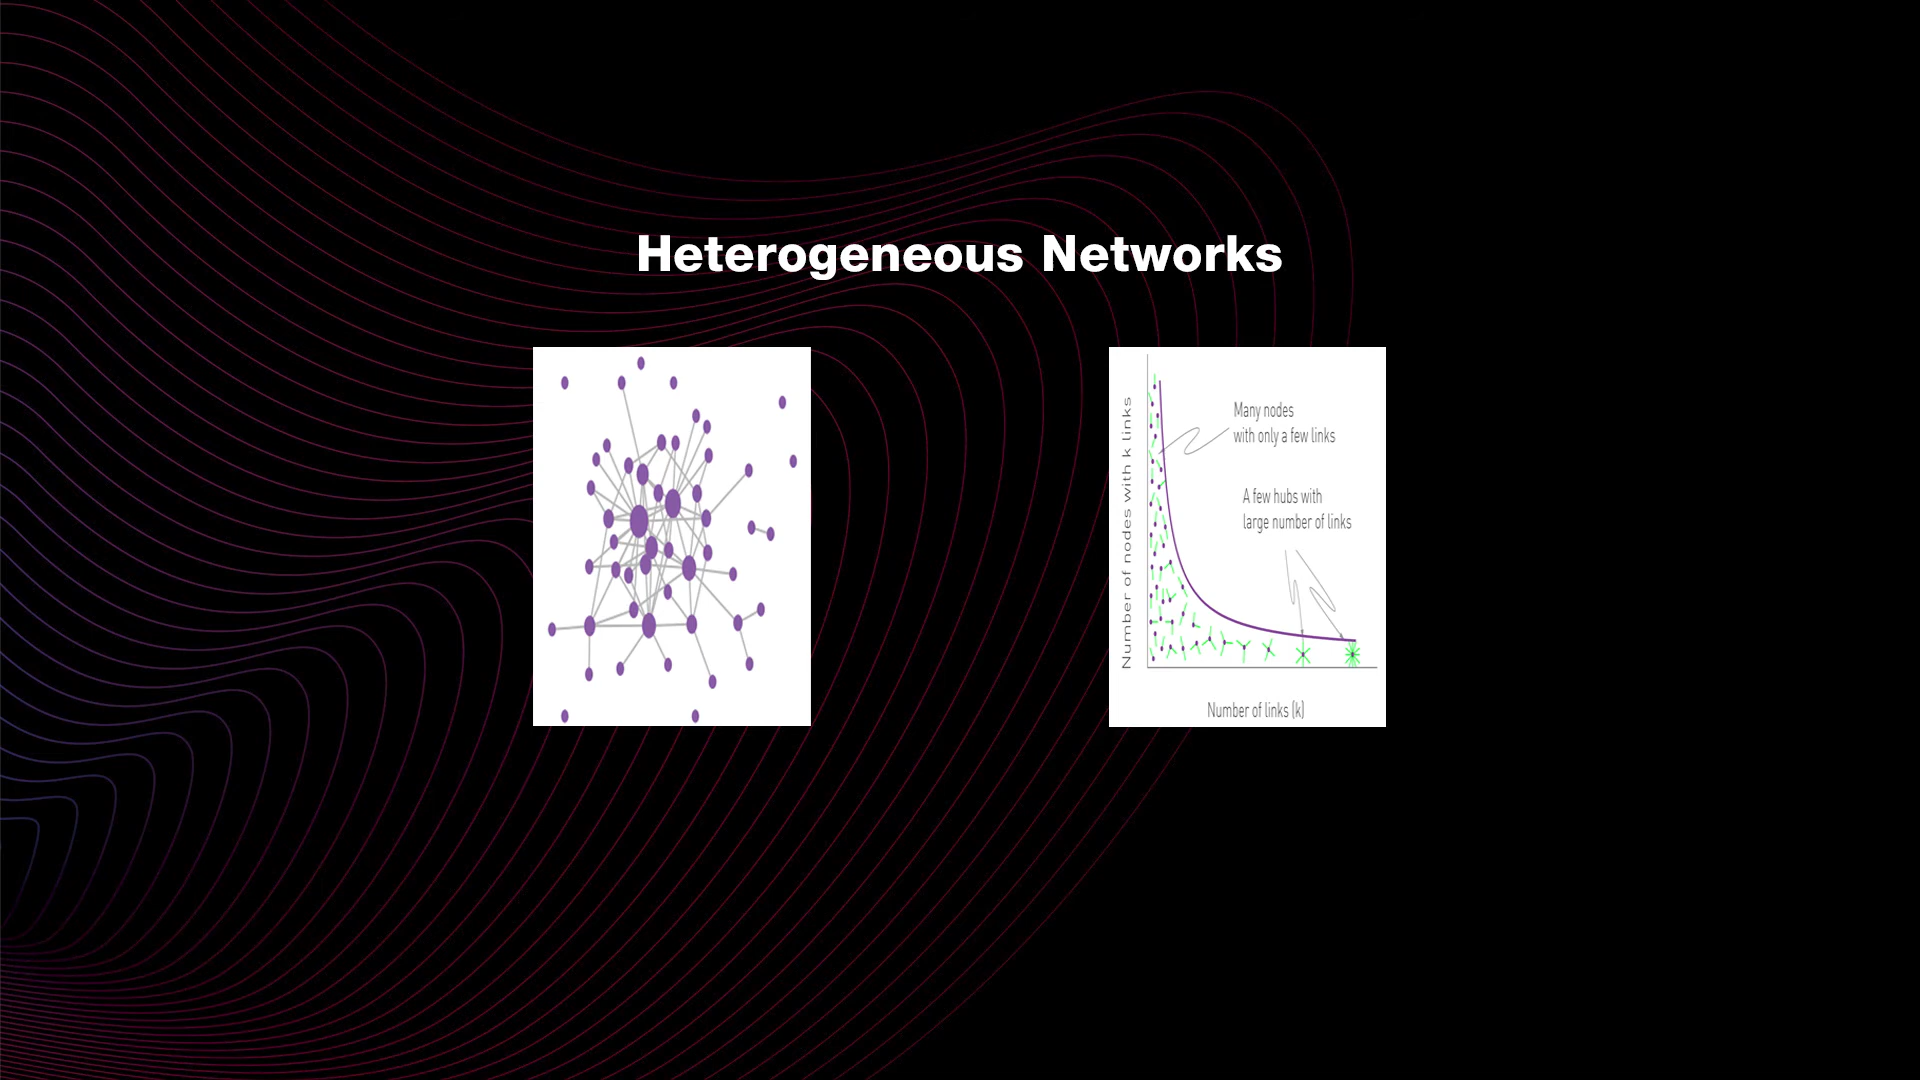 Heterogeneous Networks
Number of nodes with k links
Many nodes
with only a few links
A few hubs with
large number of links
Number of links (k)